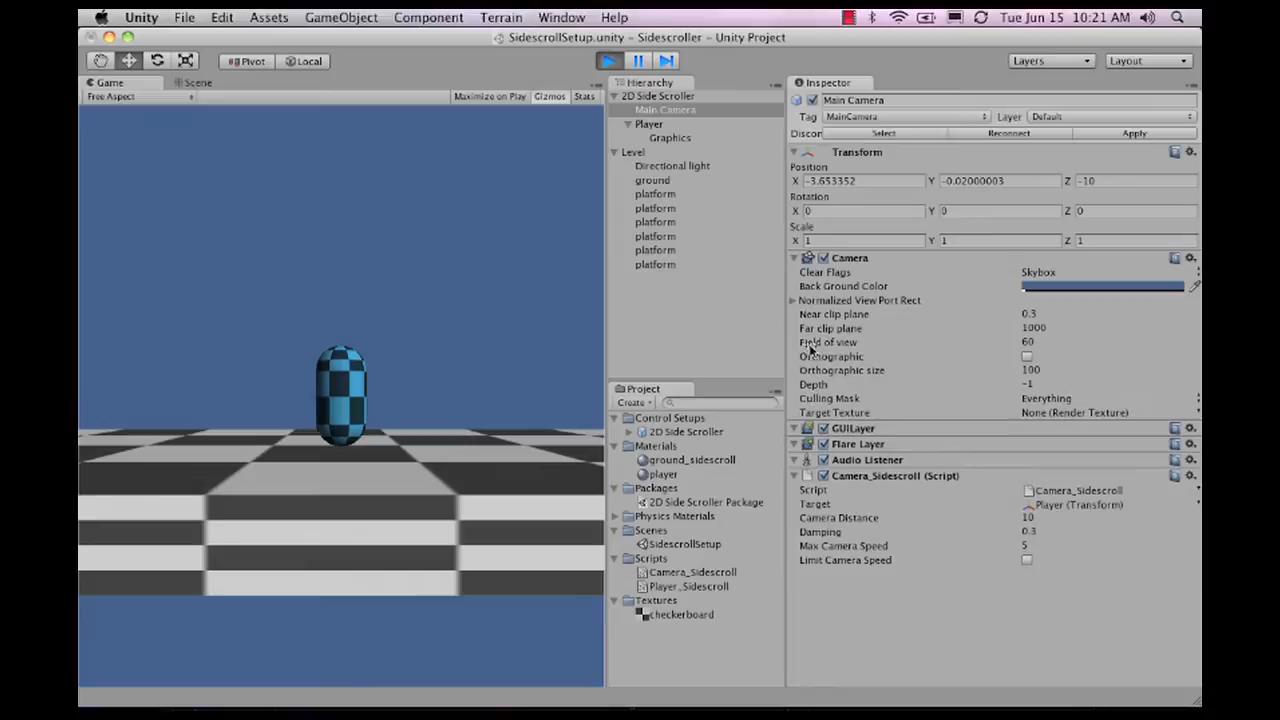 Unity File Edit Assets GameObject Component Terrain Window Help Tue Jun 15 10:21 AM
SidescrollSetup.unity – Sidescroller – Unity Project
Pivot Local Layers Layout
Game Scene
Free Aspect Maximize on Play Gizmos Stats
Hierarchy
2D Side Scroller
Main Camera
Player
Graphics
Level
Directional light
ground
platform
platform
platform
platform
platform
platform
Project
Create
Control Setups
2D Side Scroller
Materials
ground_sidescroll
player
Packages
2D Side Scroller Package
Physics Materials
Scenes
SidescrollSetup
Scripts
Camera_Sidescroll
Player_Sidescroll
Textures
checkerboard
Inspector
Main Camera
Tag MainCamera Layer Default
Discon Select Reconnect Apply
Transform
Position
X -3.653352 Y -0.02000003 Z -10
Rotation
X 0 Y 0 Z 0
Scale
X 1 Y 1 Z 1
Camera
Clear Flags Skybox
Back Ground Color
Normalized View Port Rect
Near clip plane 0.3
Far clip plane 1000
Field of view 60
Orthographic
Orthographic size 100
Depth -1
Culling Mask Everything
Target Texture None (Render Texture)
GUILayer
Flare Layer
Audio Listener
Camera_Sidescroll (Script)
Script Camera_Sidescroll
Target Player (Transform)
Camera Distance 10
Damping 0.3
Max Camera Speed 5
Limit Camera Speed